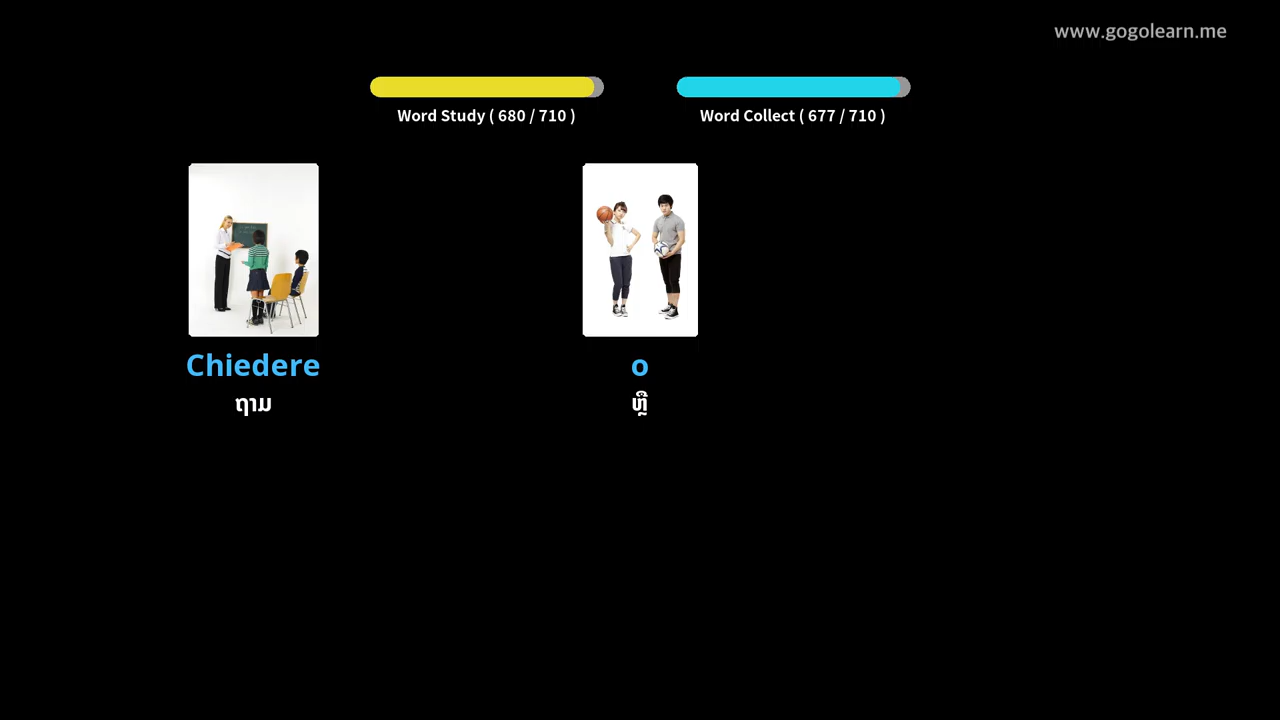 www.gogolearn.me
Word Study ( 680 / 710 )
Word Collect ( 677 / 710 )
Chiedere
ຖາມ
o
ຫຼື